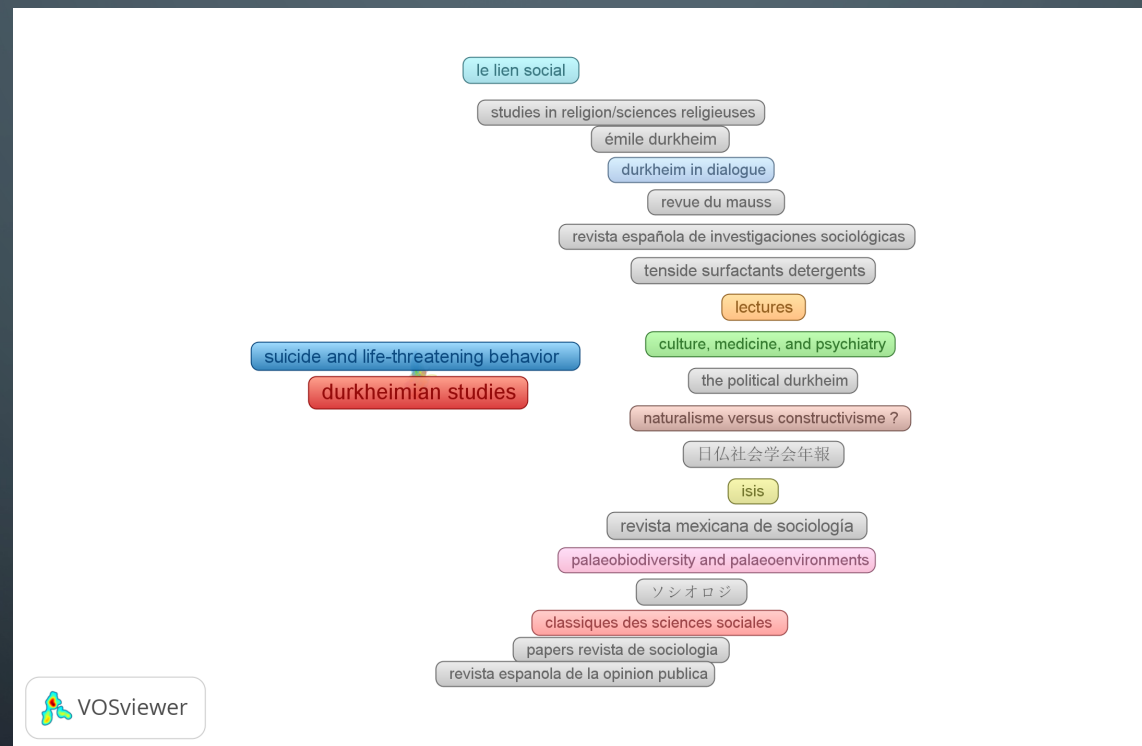 le lien social
studies in religion/sciences religieuses
émile durkheim
durkheim in dialogue
revue du mauss
revista española de investigaciones sociológicas
tenside surfactants detergents
lectures
culture, medicine, and psychiatry
suicide and life-threatening behavior
the political durkheim
durkheimian studies
naturalisme versus constructivisme ?
日仏社会学会年報
isis
revista mexicana de sociología
palaeobiodiversity and palaeoenvironments
ソシオロジ
classiques des sciences sociales
papers revista de sociologia
revista espanola de la opinion publica
VOSviewer